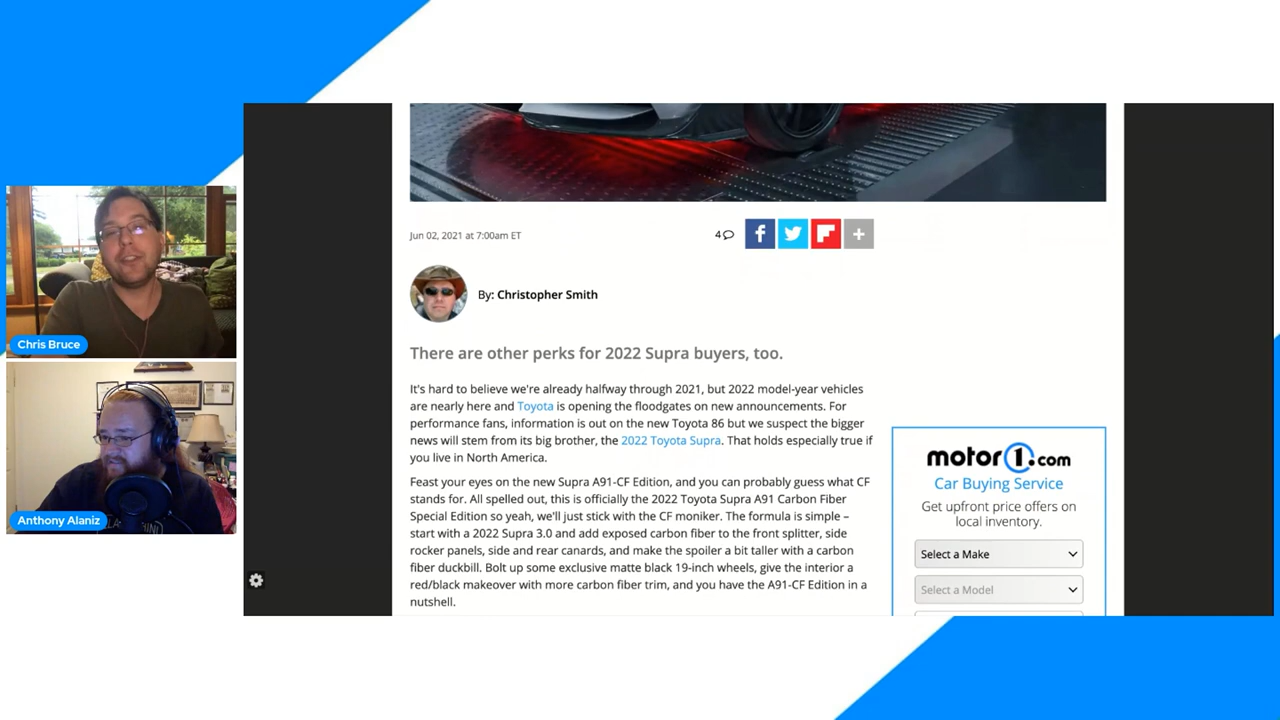 Jun 02, 2021 at 7:00am ET
4
By: Christopher Smith
There are other perks for 2022 Supra buyers, too.
It's hard to believe we're already halfway through 2021, but 2022 model-year vehicles
are nearly here and Toyota is opening the floodgates on new announcements. For
performance fans, information is out on the new Toyota 86 but we suspect the bigger
news will stem from its big brother, the 2022 Toyota Supra. That holds especially true if
you live in North America.
Feast your eyes on the new Supra A91-CF Edition, and you can probably guess what CF
stands for. All spelled out, this is officially the 2022 Toyota Supra A91 Carbon Fiber
Special Edition so yeah, we'll just stick with the CF moniker. The formula is simple –
start with a 2022 Supra 3.0 and add exposed carbon fiber to the front splitter, side
rocker panels, side and rear canards, and make the spoiler a bit taller with a carbon
fiber duckbill. Bolt up some exclusive matte black 19-inch wheels, give the interior a
red/black makeover with more carbon fiber trim, and you have the A91-CF Edition in a
nutshell.
motor1.com
Car Buying Service
Get upfront price offers on
local inventory.
Select a Make
Select a Model
Chris Bruce
Anthony Alaniz